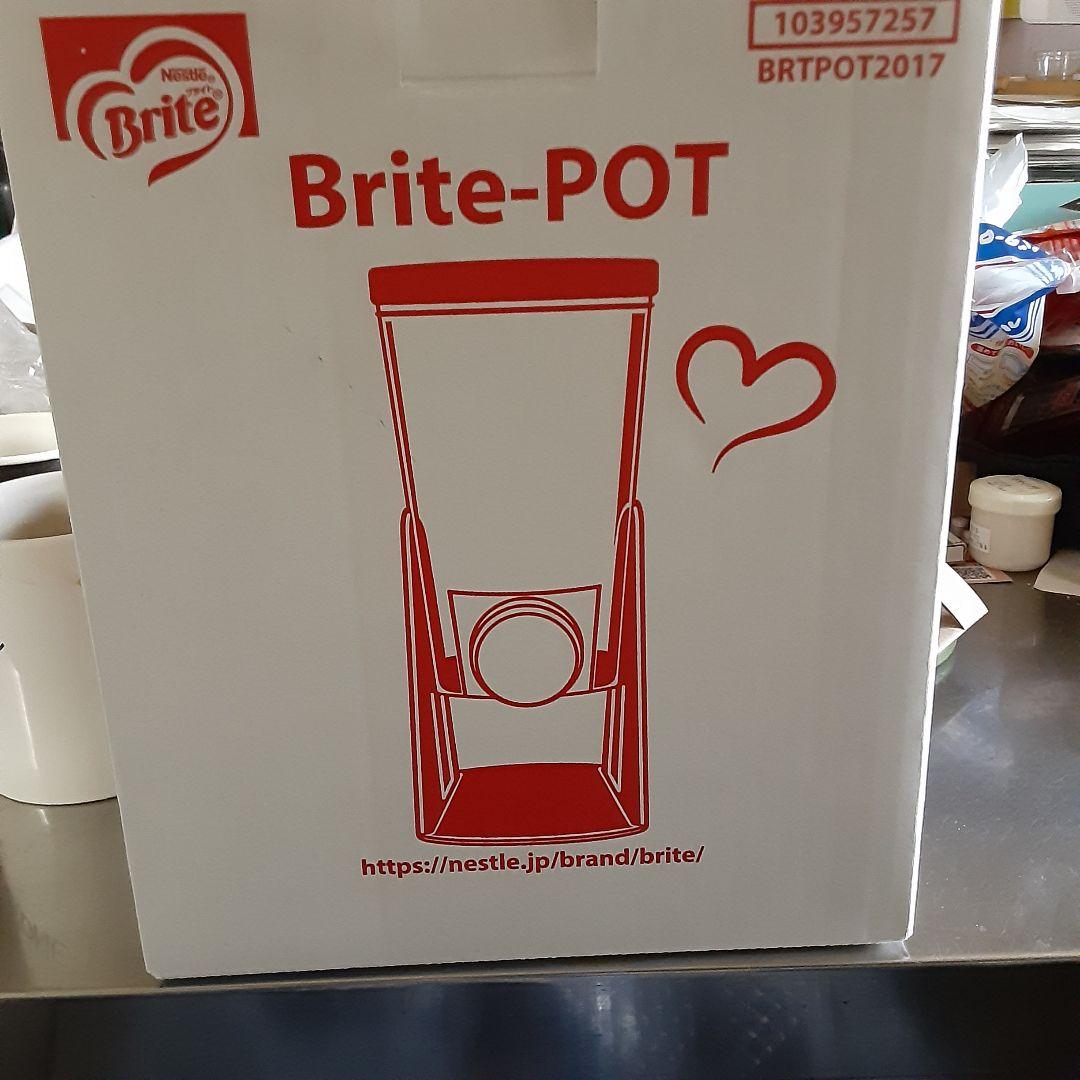 Nestlé®
ブライト®
Brite
103957257
BRTPOT2017
Brite-POT
https://nestle.jp/brand/brite/